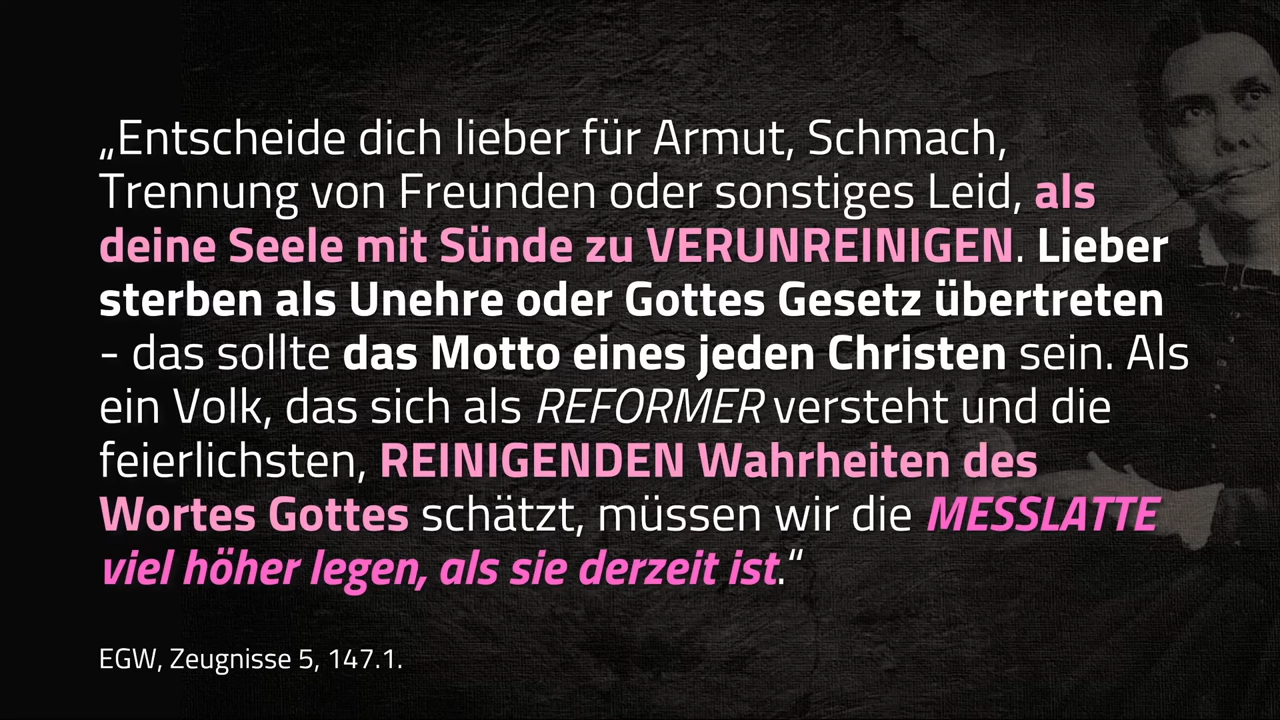 „Entscheide dich lieber für Armut, Schmach,
Trennung von Freunden oder sonstiges Leid, als
deine Seele mit Sünde zu VERUNREINIGEN. Lieber
sterben als Unehre oder Gottes Gesetz übertreten
- das sollte das Motto eines jeden Christen sein. Als
ein Volk, das sich als REFORMER versteht und die
feierlichsten, REINIGENDEN Wahrheiten des
Wortes Gottes schätzt, müssen wir die MESSLATTE
viel höher legen, als sie derzeit ist.“
EGW, Zeugnisse 5, 147.1.